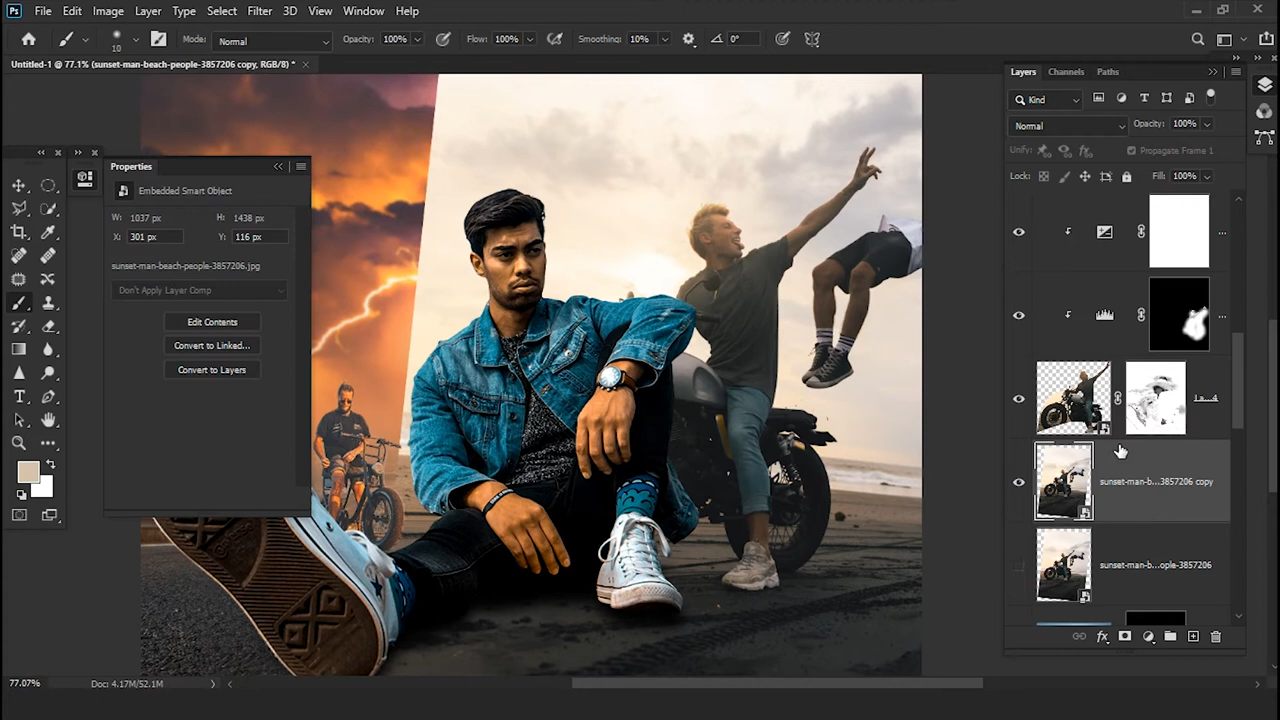 Ps File Edit Image Layer Type Select Filter 3D View Window Help
10 Mode: Normal Opacity: 100% Flow: 100% Smoothing: 10% 0°
Untitled-1 @ 77.1% (sunset-man-beach-people-3857206 copy, RGB/8) *
Layers Channels Paths
Kind
Normal Opacity: 100%
Unify: Propagate Frame 1
Lock: Fill: 100%
Properties
Embedded Smart Object
W: 1037 px H: 1438 px
X: 301 px Y: 116 px
sunset-man-beach-people-3857206.jpg
Don't Apply Layer Comp
Edit Contents
Convert to Linked...
Convert to Layers
La...4
sunset-man-b...3857206 copy
sunset-man-b...ople-3857206
77.07% Doc: 4.17M/52.1M